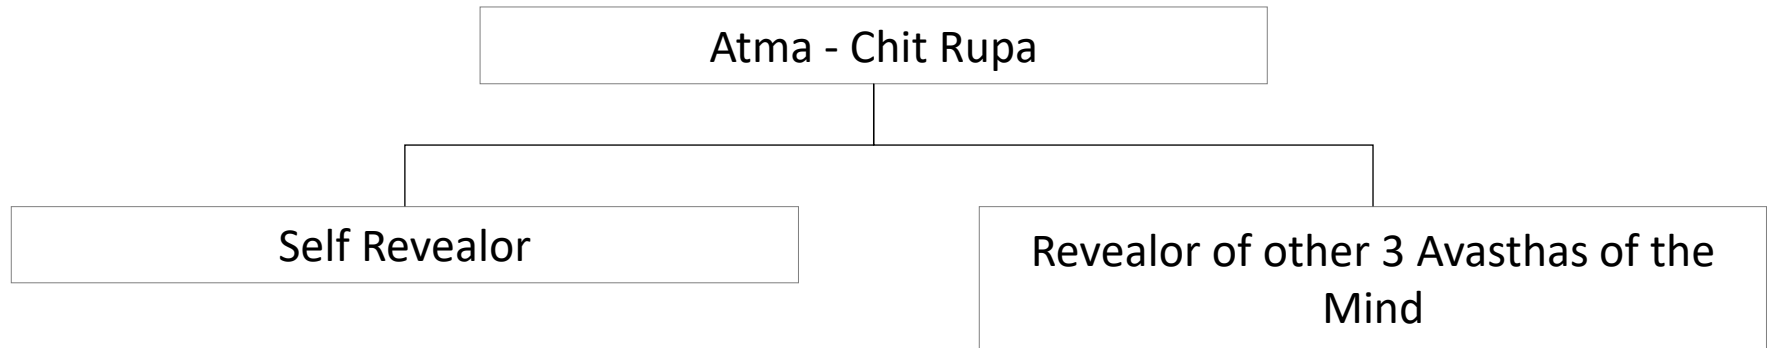 Atma - Chit Rupa
Self Revealor
Revealor of other 3 Avasthas of the
Mind